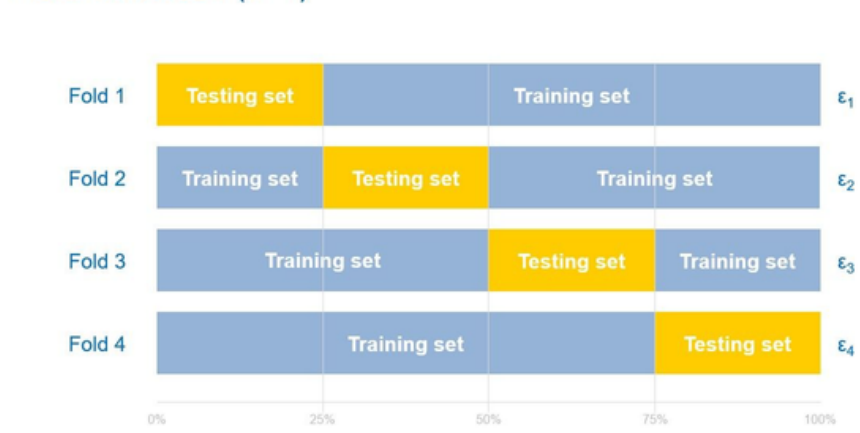 Fold 1 Testing set Training set ε1
Fold 2 Training set Testing set Training set ε2
Fold 3 Training set Testing set Training set ε3
Fold 4 Training set Testing set ε4
0% 25% 50% 75% 100%